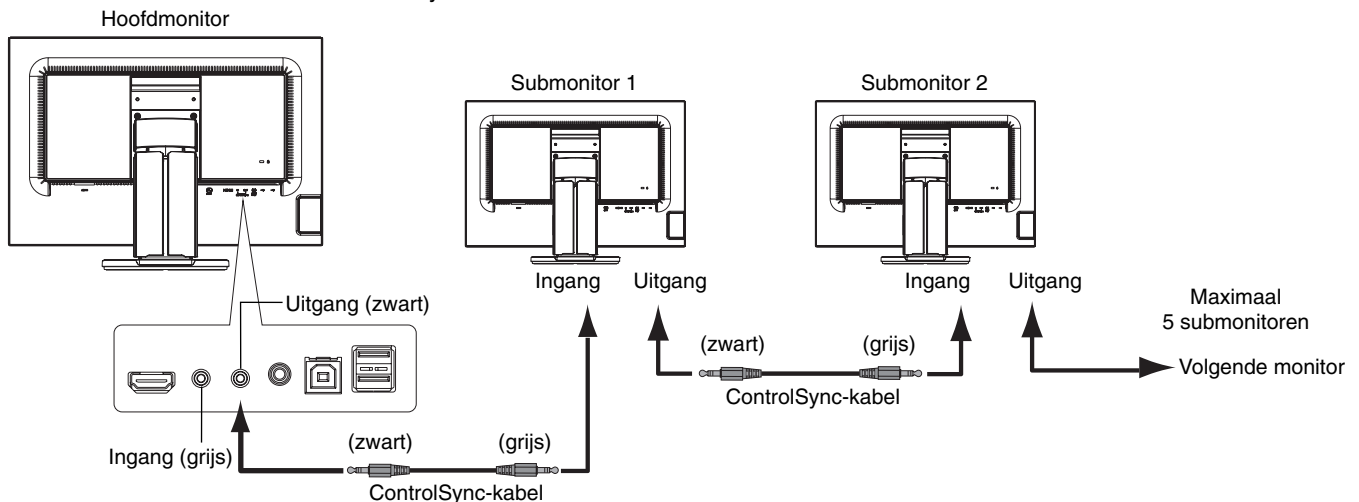 Hoofdmonitor
Submonitor 1
Submonitor 2
Ingang
Uitgang
Ingang
Uitgang
Maximaal
5 submonitoren
Volgende monitor
Uitgang (zwart)
Ingang (grijs)
(zwart)
(grijs)
ControlSync-kabel
(zwart)
(grijs)
ControlSync-kabel